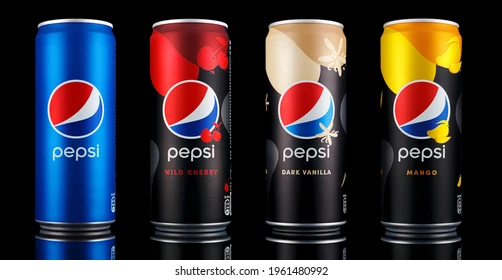 pepsi
pepsi
WILD CHERRY
pepsi
DARK VANILLA
pepsi
MANGO
shutterstock.com · 1961480992